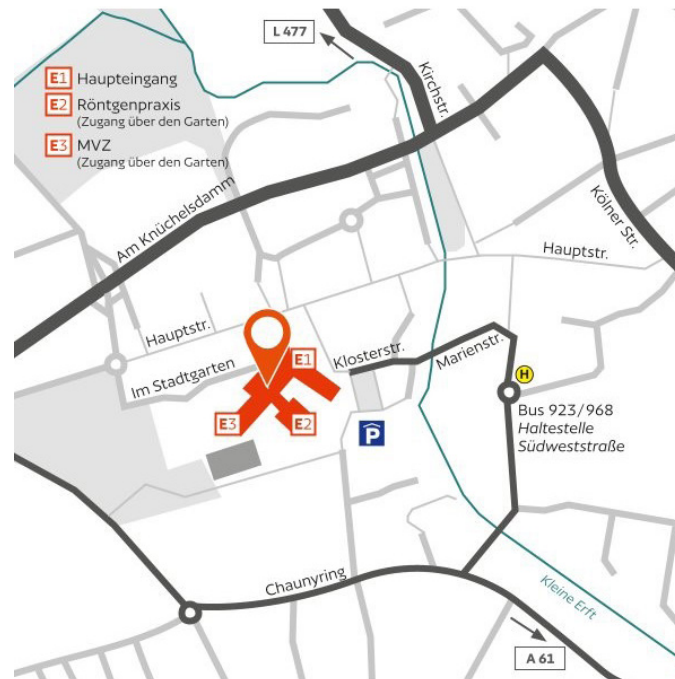 L 477
E1 Haupteingang
E2 Röntgenpraxis
(Zugang über den Garten)
E3 MVZ
(Zugang über den Garten)
Kirchstr.
Am Knüchelsdamm
Kölner Str.
Hauptstr.
Hauptstr.
Im Stadtgarten
E1
Klosterstr.
Marienstr.
H
E3
E2
P
Bus 923/968
Haltestelle
Südweststraße
Chaunyring
Kleine Erft
A 61